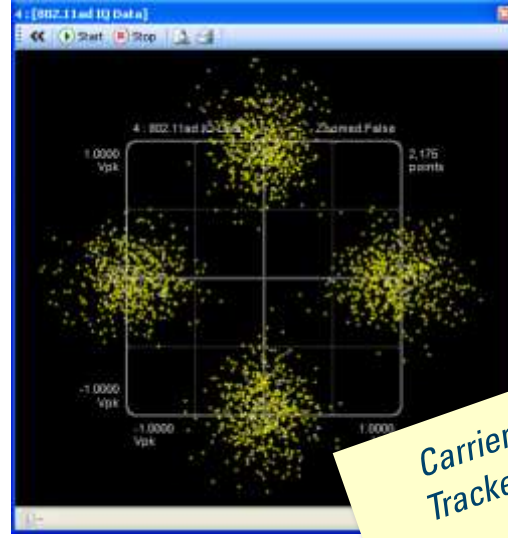 4 : [802.11ad IQ Data]
Start Stop
4 : 802.11ad IQ Data Zoomed:False
1.0000
Vpk
2,175
points
-1.0000
Vpk
-1.0000
Vpk
1.0000
Carrier
Tracke